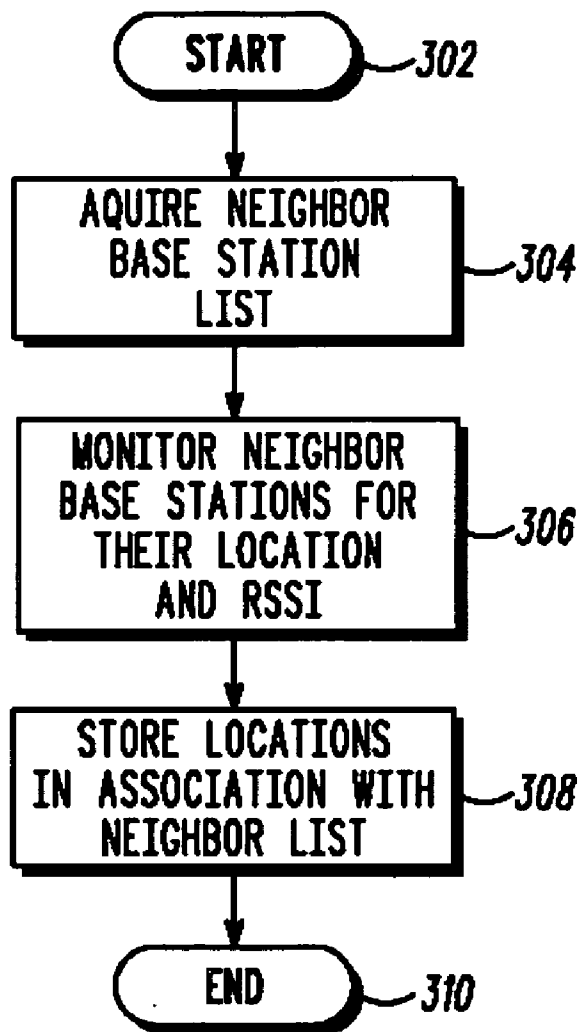 START
302
AQUIRE NEIGHBOR
BASE STATION
LIST
304
MONITOR NEIGHBOR
BASE STATIONS FOR
THEIR LOCATION
AND RSSI
306
STORE LOCATIONS
IN ASSOCIATION WITH
NEIGHBOR LIST
308
END
310